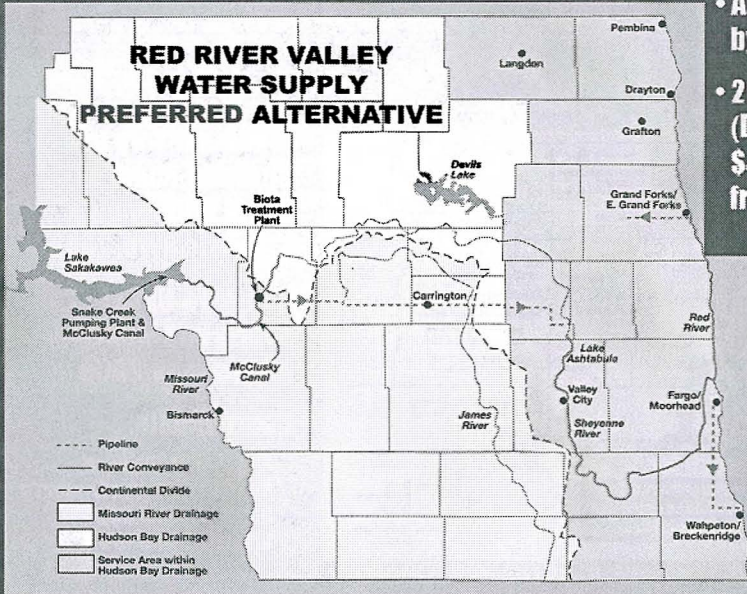 RED RIVER VALLEY
WATER SUPPLY
PREFERRED ALTERNATIVE
Pembina
Langdon
Drayton
Grafton
Devils
Lake
Grand Forks/
E. Grand Forks
Biota
Treatment
Plant
Lake
Sakakawea
Snake Creek
Pumping Plant &
McClusky Canal
Carrington
Red
River
McClusky
Canal
Lake
Ashtabula
Missouri
River
Bismarck
James
River
Valley
City
Sheyenne
River
Fargo/
Moorhead
Wahpeton/
Breckenridge
Pipeline
River Conveyance
Continental Divide
Missouri River Drainage
Hudson Bay Drainage
Service Area within
Hudson Bay Drainage
• A
b
• 2
(
$
fr